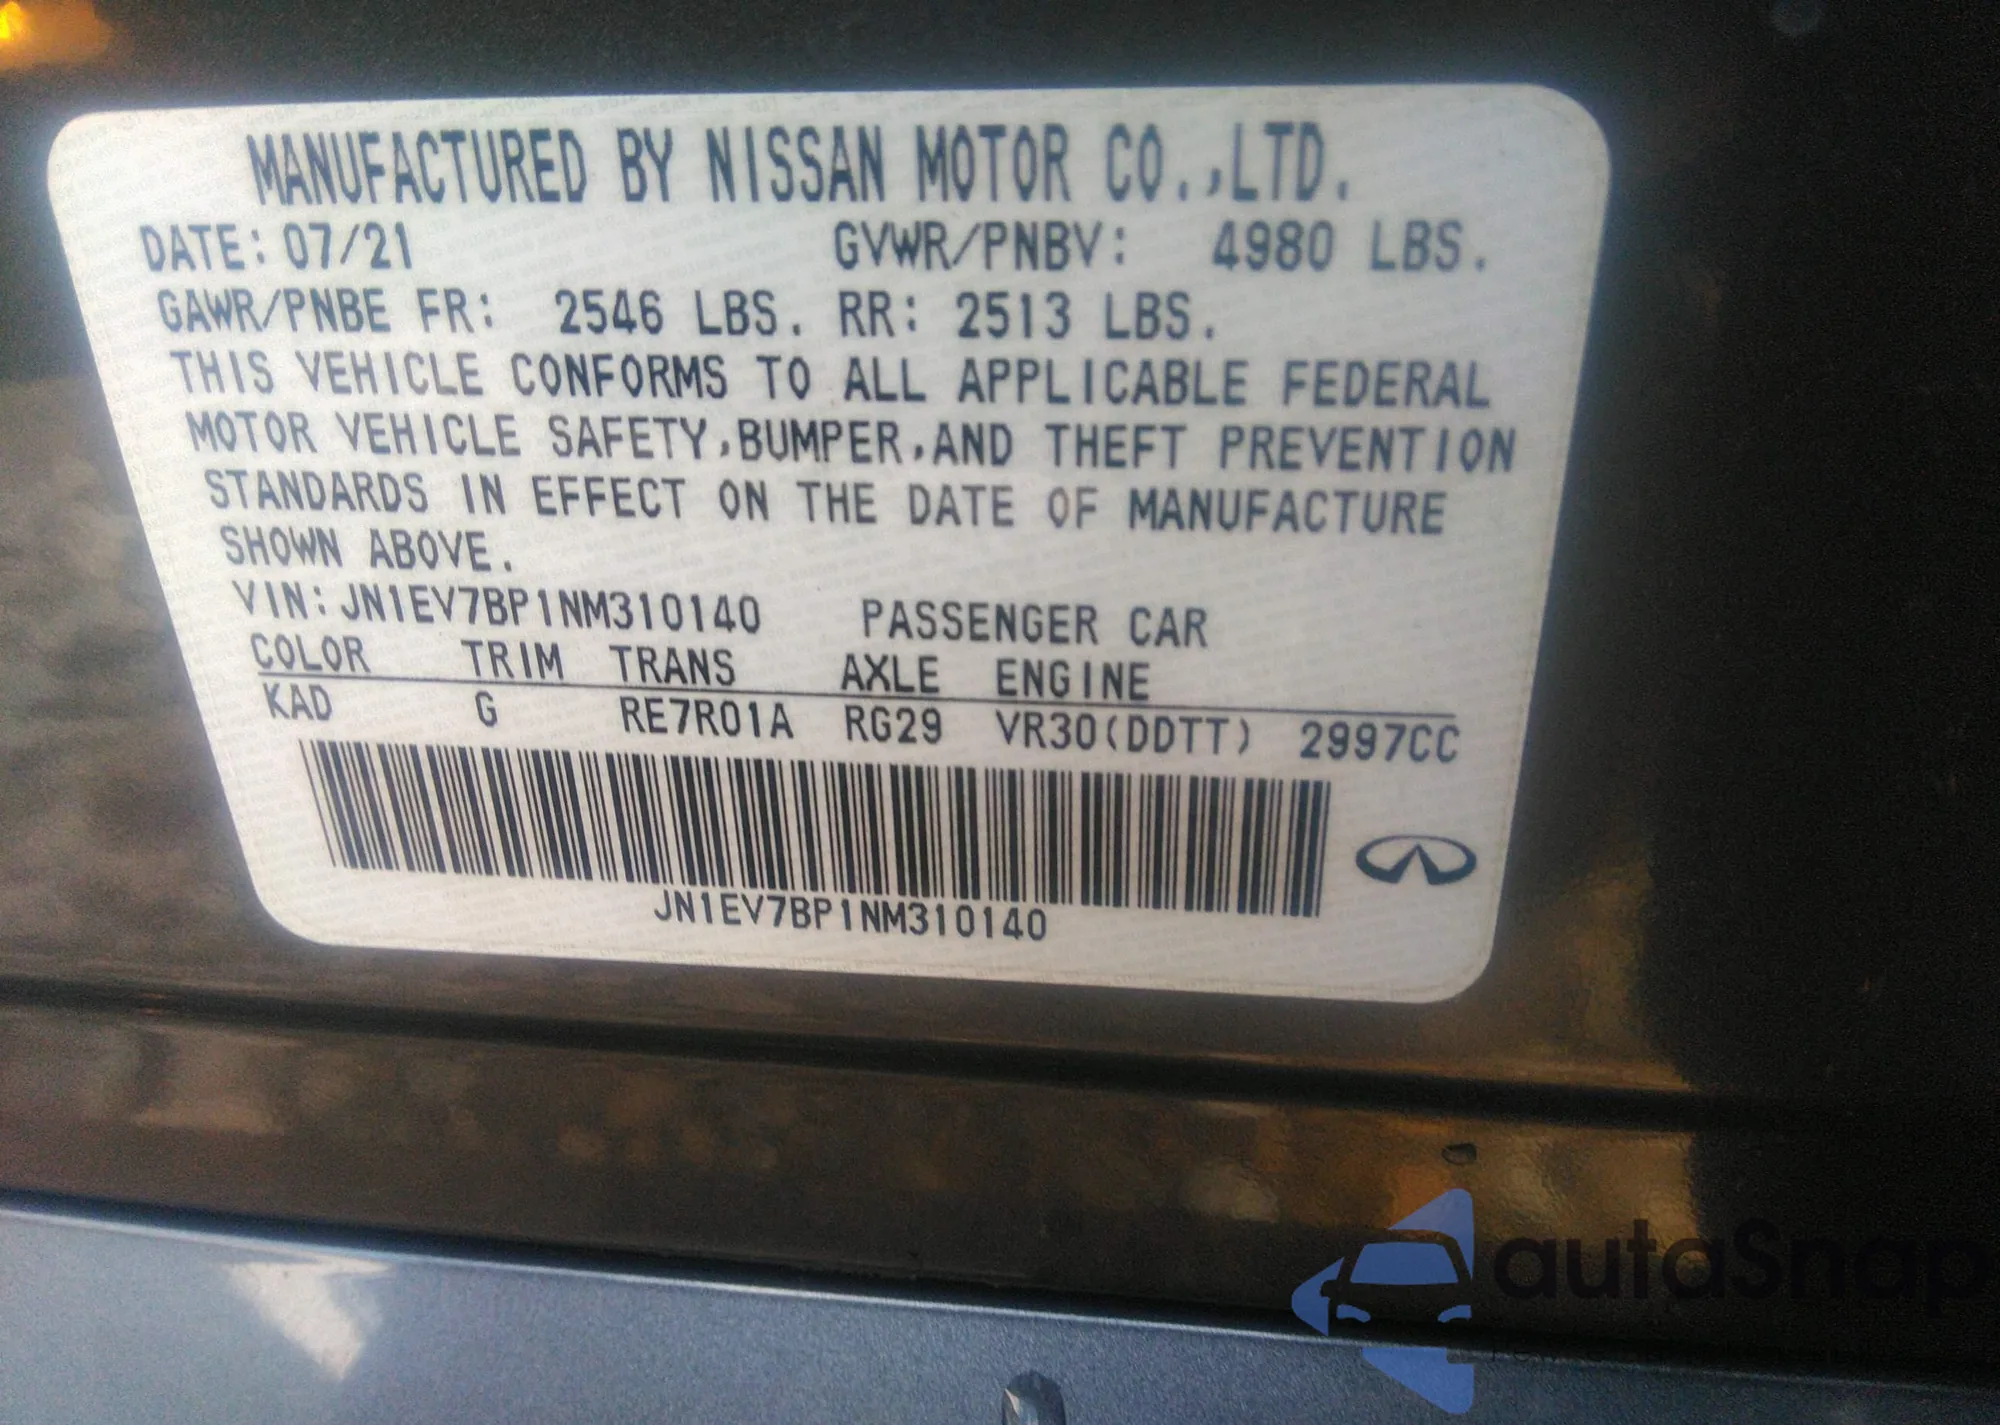 MANUFACTURED BY NISSAN MOTOR CO.,LTD.
DATE: 07/21 GVWR/PNBV: 4980 LBS.
GAWR/PNBE FR: 2546 LBS. RR: 2513 LBS.
THIS VEHICLE CONFORMS TO ALL APPLICABLE FEDERAL
MOTOR VEHICLE SAFETY,BUMPER,AND THEFT PREVENTION
STANDARDS IN EFFECT ON THE DATE OF MANUFACTURE
SHOWN ABOVE.
VIN: JN1EV7BP1NM310140 PASSENGER CAR
COLOR TRIM TRANS AXLE ENGINE
KAD G RE7R01A RG29 VR30(DDTT) 2997CC
JN1EV7BP1NM310140
autoSnap